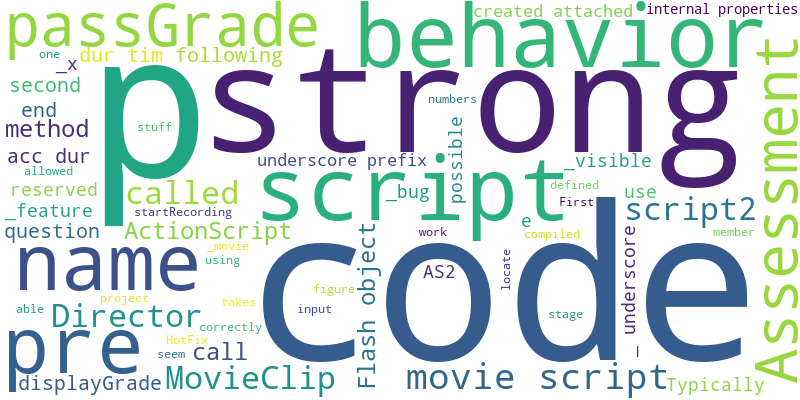 passGrade
behavior
created attached
internal properties
one
dur tim following
_x
p
strong
second
end
numbers
method
stuff
possible
Assessment
acc dur
underscore prefix
_visible
allowed
script
reserved
called
_bug
defined
use
_feature
startRecording
e
First
script2
question
ActionScript
Flash object
work
_ underscore
member
name
_movie
compiled
using
AS2
locate
code
project
takes
figure
able
Director
input
stage
pre
correctly
HotFix
seem
call
displayGrade
MovieClip
movie script
Typically